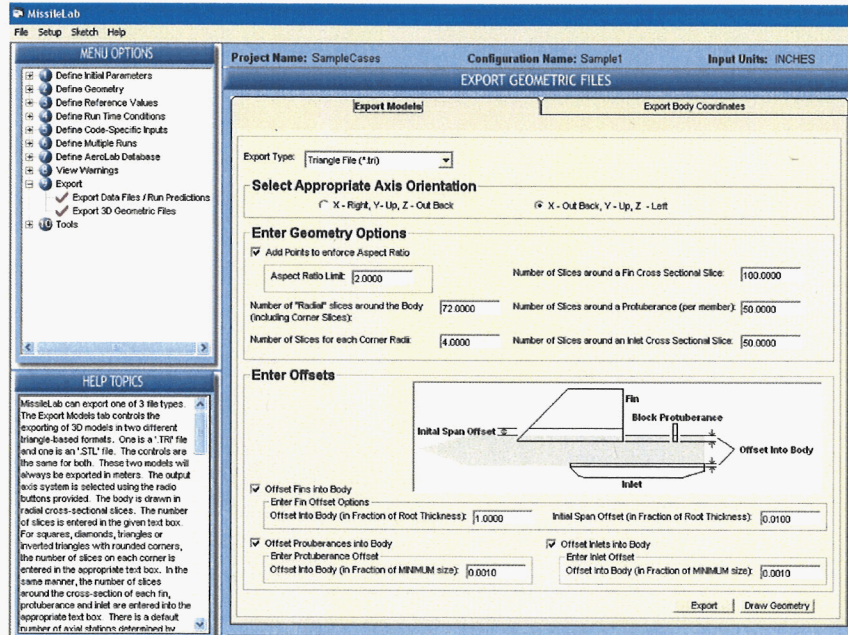 MissileLab
File Setup Sketch Help
MENU OPTIONS
Define Initial Parameters
Define Geometry
Define Reference Values
Define Run Time Conditions
Define Code-Specific Inputs
Define Multiple Runs
Define AeroLab Database
View Warnings
Export
Export Data Files / Run Predictions
Export 3D Geometric Files
10 Tools
HELP TOPICS
MissileLab can export one of 3 file types.
The Export Models tab controls the
exporting of 3D models in two different
triangle-based formats. One is a '.TRI' file
and one is an '.STL' file. The controls are
the same for both. These two models will
always be exported in meters. The output
axis system is selected using the radio
buttons provided. The body is drawn in
radial cross-sectional slices. The number
of slices is entered in the given text box.
For squares, diamonds, triangles or
inverted triangles with rounded corners,
the number of slices on each corner is
entered in the appropriate text box. In the
same manner, the number of slices
around the cross-section of each fin,
protuberance and inlet are entered into the
appropriate text box. There is a default
number of axial stations determined by
Project Name: SampleCases Configuration Name: Sample1 Input Units: INCHES
EXPORT GEOMETRIC FILES
Export Models Export Body Coordinates
Export Type: Triangle File (*.tri)
Select Appropriate Axis Orientation
X - Right, Y- Up, Z - Out Back X - Out Back, Y - Up, Z - Left
Enter Geometry Options
Add Points to enforce Aspect Ratio
Aspect Ratio Limit: 2.0000
Number of Slices around a Fin Cross Sectional Slice: 100.0000
Number of "Radial" slices around the Body
(including Corner Slices): 72.0000
Number of Slices around a Protuberance (per member): 50.0000
Number of Slices for each Corner Radii: 4.0000
Number of Slices around an Inlet Cross Sectional Slice: 50.0000
Enter Offsets
Fin
Block Protuberance
Inital Span Offset
Offset Into Body
Inlet
Offset Fins into Body
Enter Fin Offset Options
Offset Into Body (in Fraction of Root Thickness): 1.0000 Initial Span Offset (in Fraction of Root Thickness): 0.0100
Offset Prouberances into Body Offset Inlets into Body
Enter Protuberance Offset Enter Inlet Offset
Offset Into Body (in Fraction of MINIMUM size): 0.0010 Offset Into Body (in Fraction of MINIMUM size): 0.0010
Export Draw Geometry